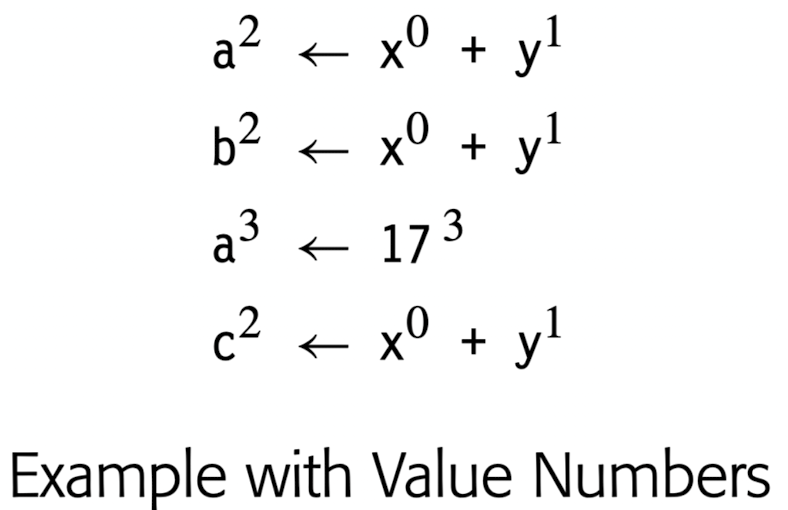 a² ← x⁰ + y¹
b² ← x⁰ + y¹
a³ ← 17³
c² ← x⁰ + y¹
Example with Value Numbers